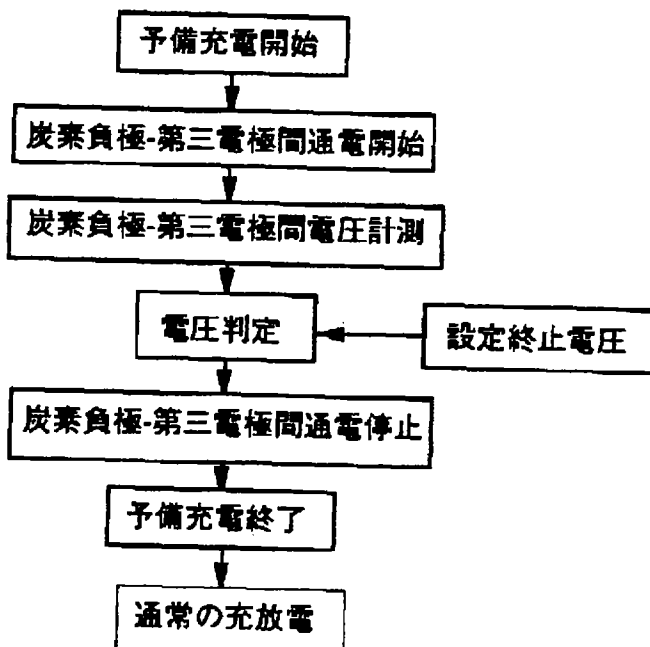 予備充電開始
炭素負極-第三電極間通電開始
炭素負極-第三電極間電圧計測
電圧判定
設定終止電圧
炭素負極-第三電極間通電停止
予備充電終了
通常の充放電